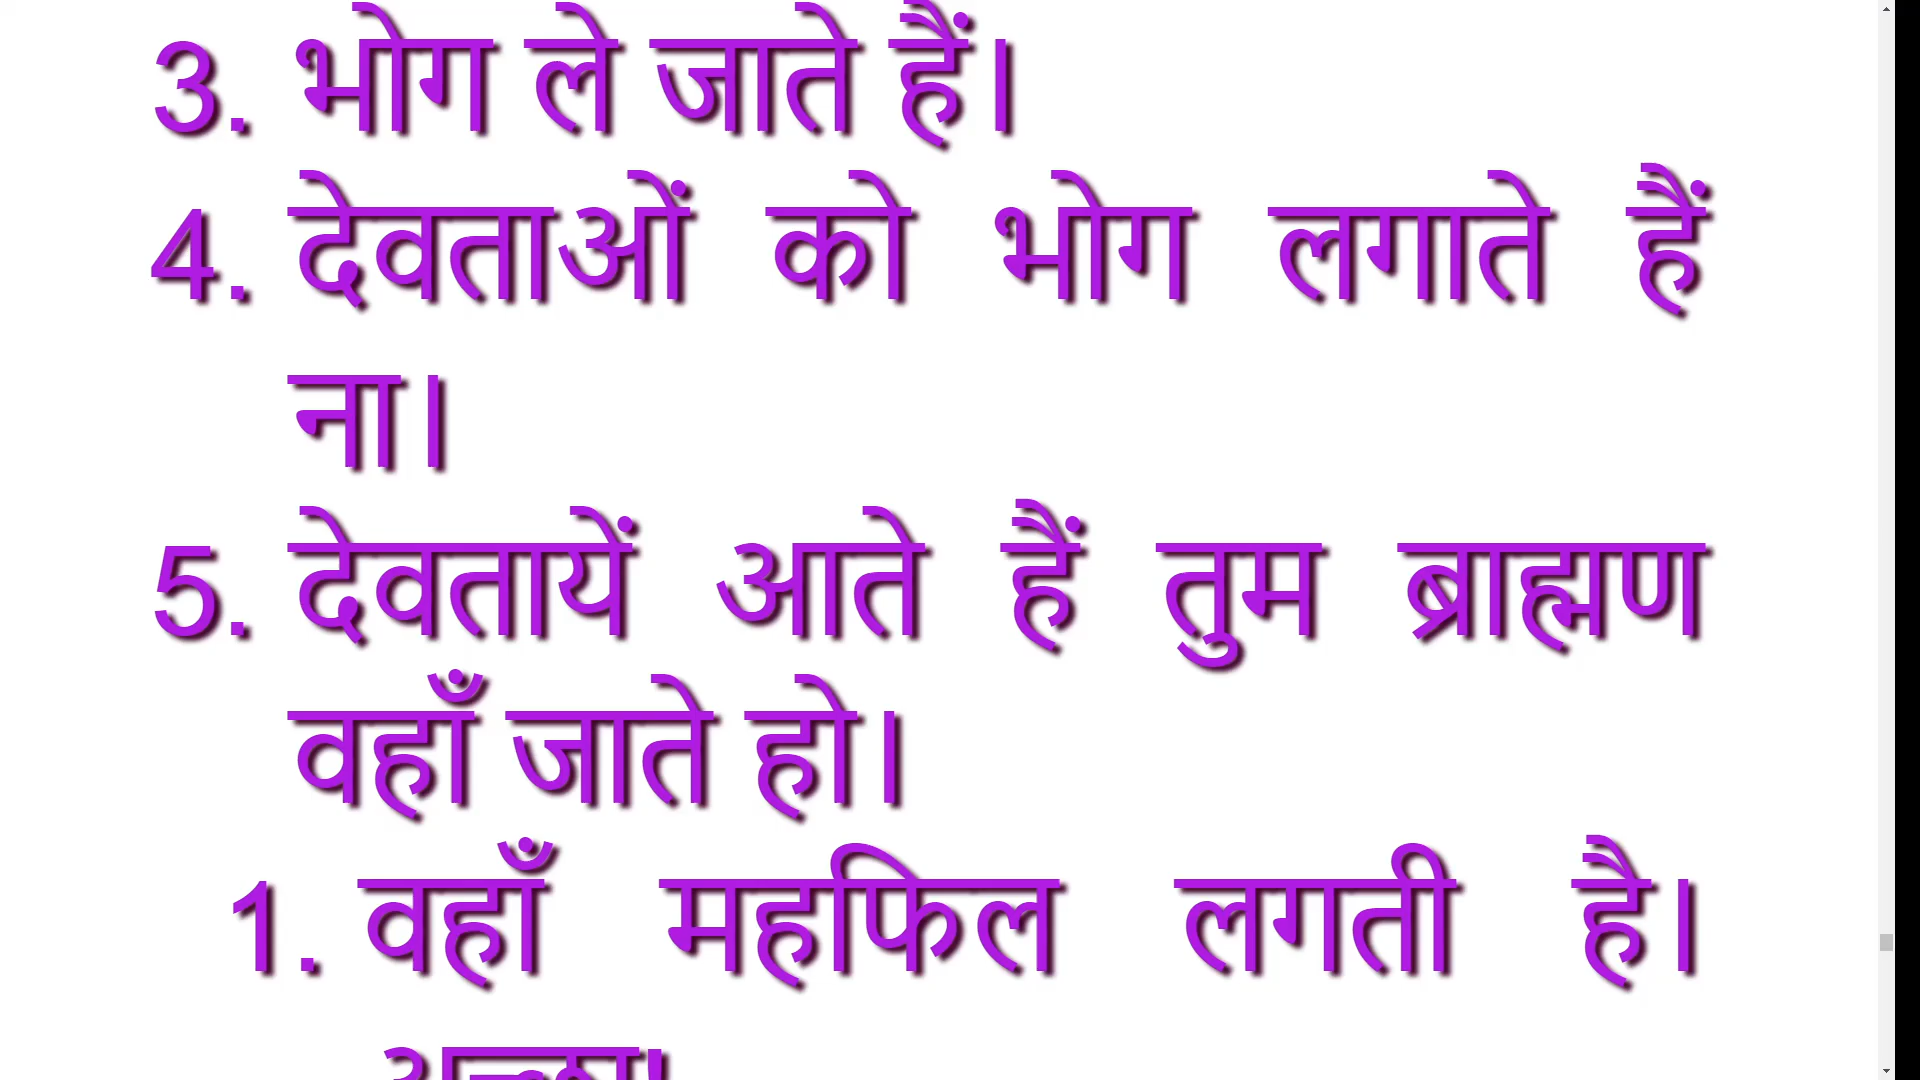 3. भोग ले जाते हैं।
4. देवताओं को भोग लगाते हैं
ना।
5. देवतायें आते हैं तुम ब्राह्मण
वहाँ जाते हो।
1. वहाँ महफिल लगती है।